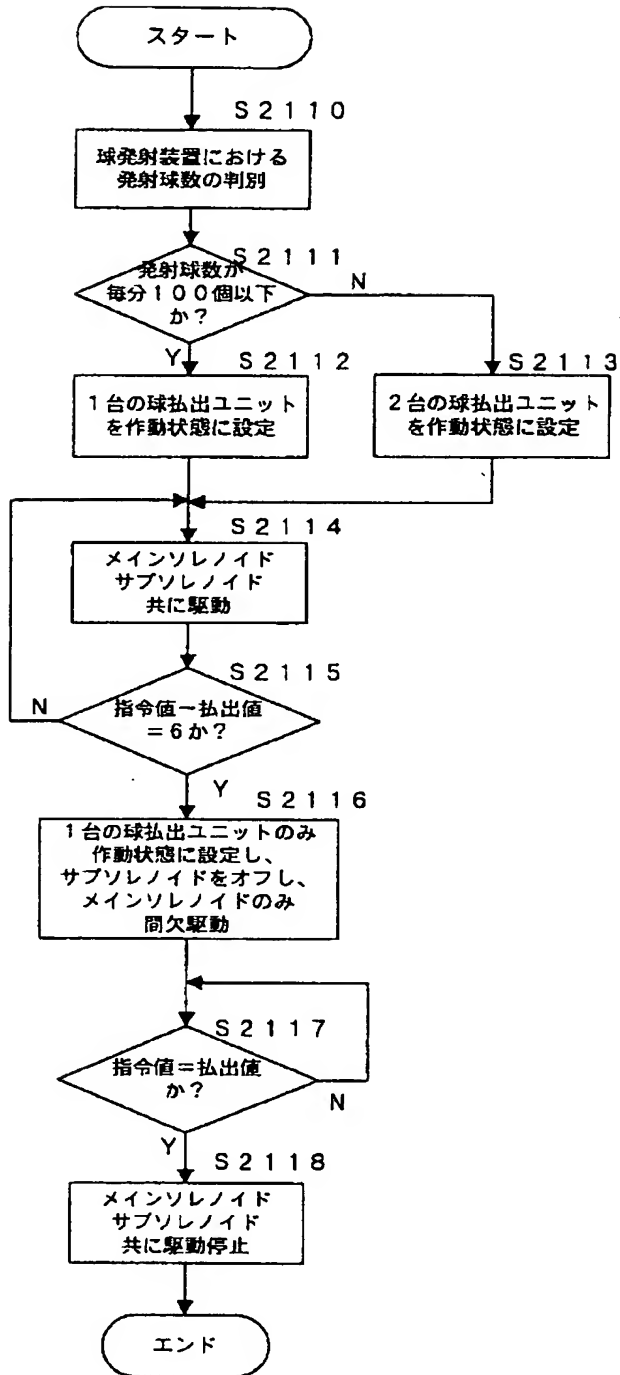 スタート
S2110
球発射装置における
発射球数の判別
S2111
発射球数が
毎分100個以下
か?
N
Y
S2112
1台の球払出ユニット
を作動状態に設定
S2113
2台の球払出ユニット
を作動状態に設定
S2114
メインソレノイド
サブソレノイド
共に駆動
S2115
指令値－払出値
＝6か?
N
Y
S2116
1台の球払出ユニットのみ
作動状態に設定し、
サブソレノイドをオフし、
メインソレノイドのみ
間欠駆動
S2117
指令値＝払出値
か?
N
Y
S2118
メインソレノイド
サブソレノイド
共に駆動停止
エンド